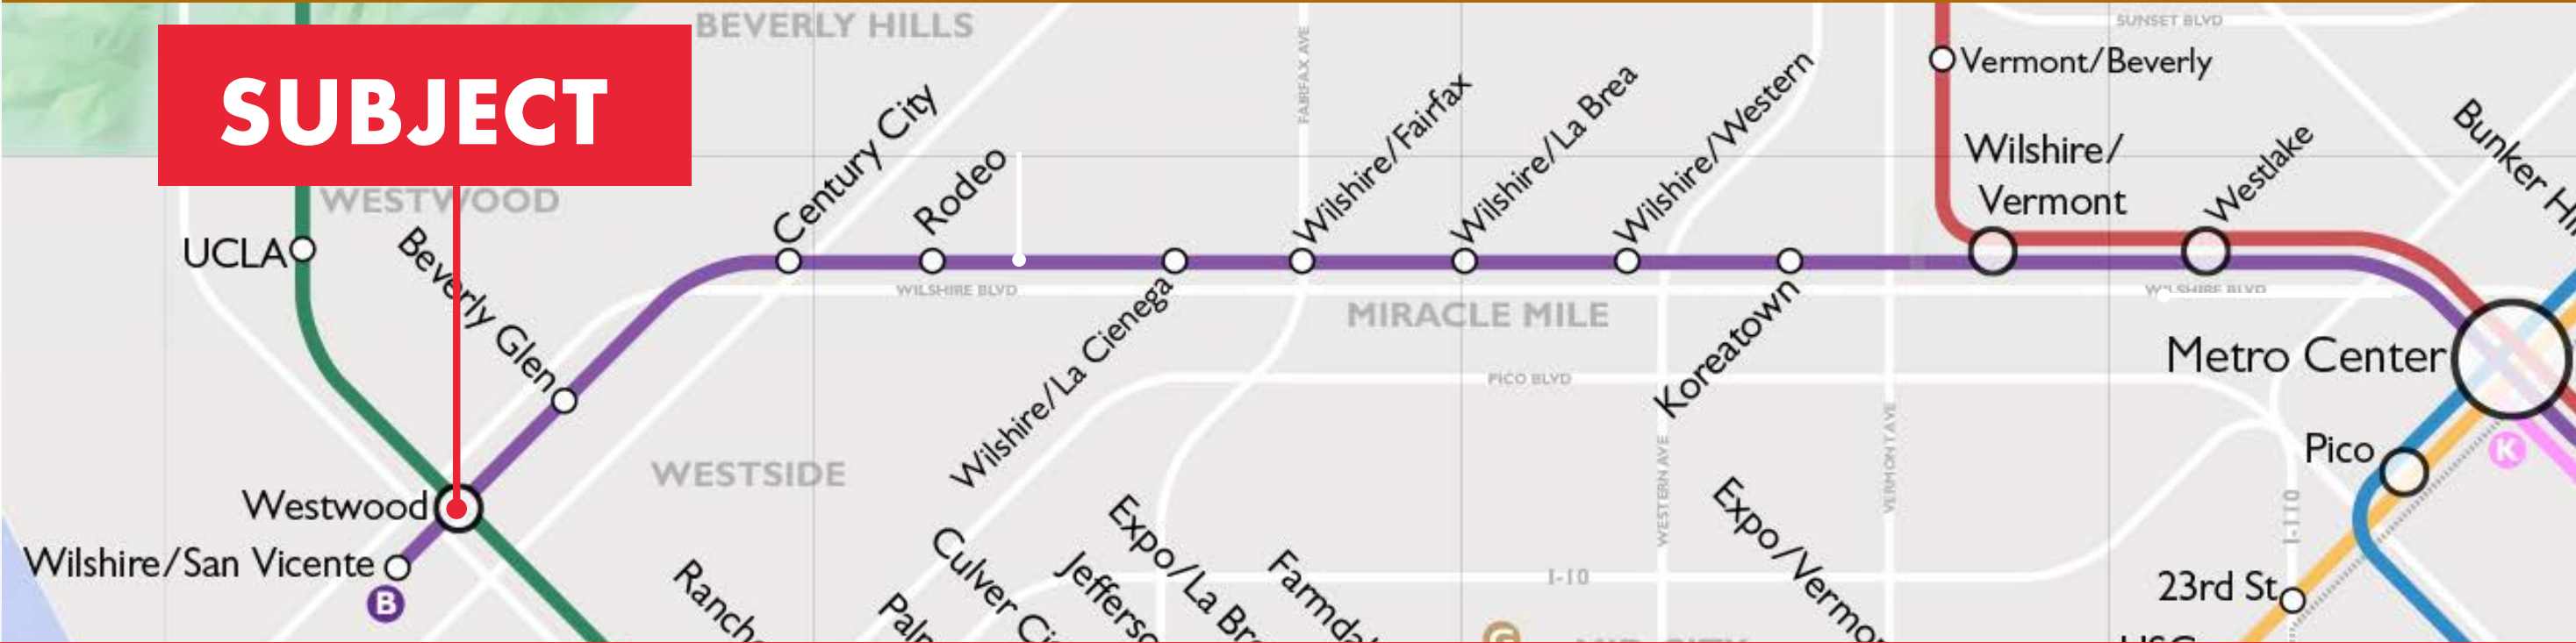 BEVERLY HILLS
SUNSET BLVD
SUBJECT
FAIRFAX AVE
Vermont/Beverly
Century City
Rodeo
Wilshire/Fairfax
Wilshire/La Brea
Wilshire/Western
Wilshire/
Vermont
Westlake
Bunker
WESTWOOD
UCLA
Beverly Glen
WILSHIRE BLVD
WILSHIRE BLVD
Wilshire/La Cienega
MIRACLE MILE
Koreatown
Metro Center
PICO BLVD
WESTSIDE
WESTERN AVE
VERMONT AVE
Pico
K
I-110
Westwood
Wilshire/San Vicente
B
I-10
23rd St